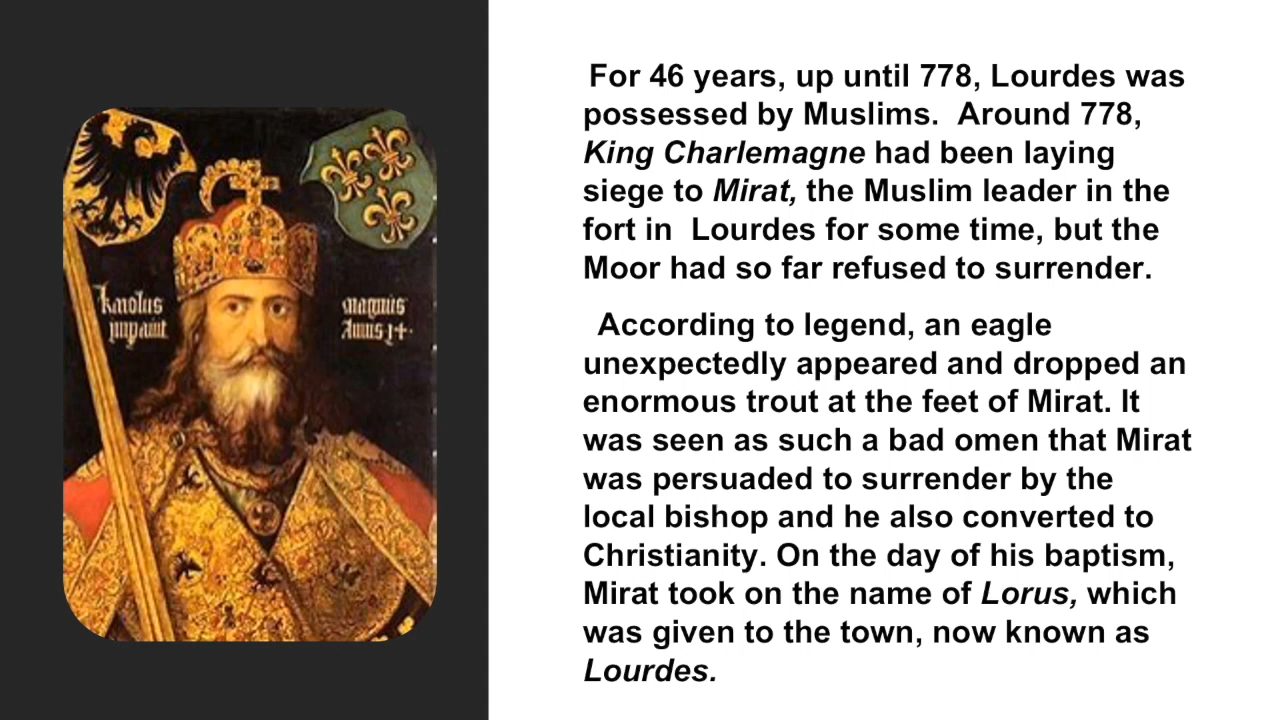 Karolus
magnus
For 46 years, up until 778, Lourdes was
possessed by Muslims.  Around 778,
King Charlemagne had been laying
siege to Mirat, the Muslim leader in the
fort in  Lourdes for some time, but the
Moor had so far refused to surrender.
According to legend, an eagle
unexpectedly appeared and dropped an
enormous trout at the feet of Mirat. It
was seen as such a bad omen that Mirat
was persuaded to surrender by the
local bishop and he also converted to
Christianity. On the day of his baptism,
Mirat took on the name of Lorus, which
was given to the town, now known as
Lourdes.